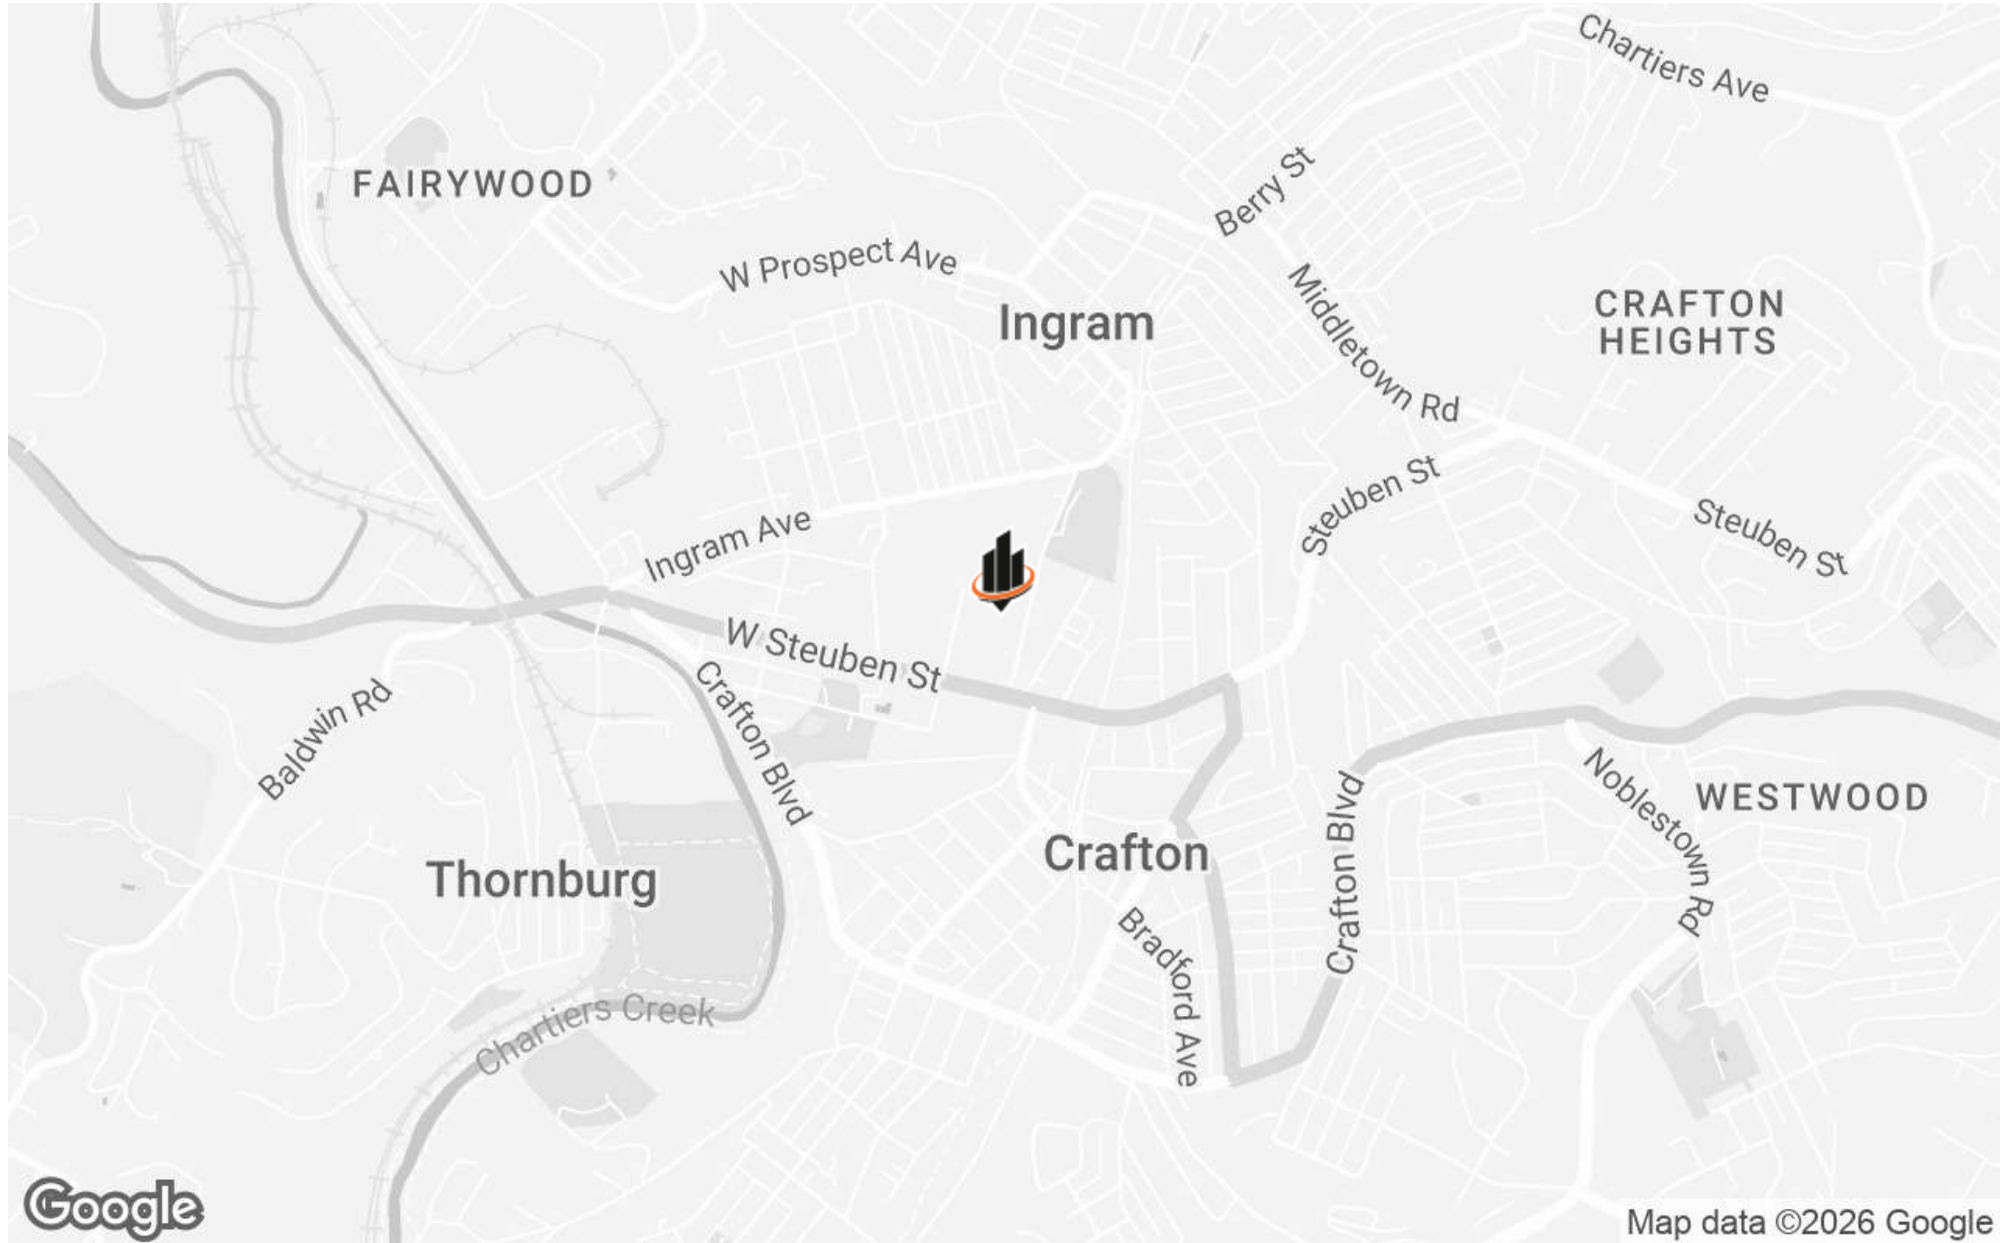 Chartiers Ave
FAIRYWOOD
Berry St
W Prospect Ave
Ingram
Middletown Rd
CRAFTON
HEIGHTS
Steuben St
Steuben St
Ingram Ave
W Steuben St
Baldwin Rd
Crafton Blvd
Noblestown Rd
WESTWOOD
Crafton Blvd
Thornburg
Crafton
Bradford Ave
Chartiers Creek
Google
Map data ©2026 Google